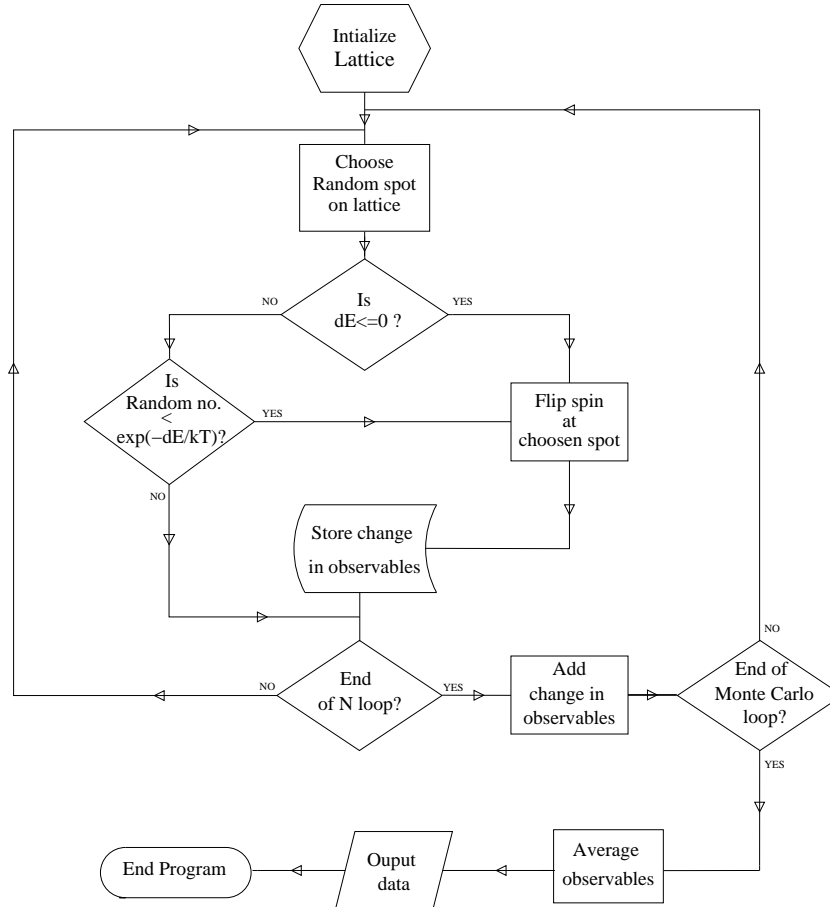 Intialize
Lattice
Choose
Random spot
on lattice
Is
dE<=0 ?
NO
YES
Is
Random no.
<
exp(−dE/kT)?
YES
NO
Flip spin
at
choosen spot
Store change
in observables
End
of N loop?
NO
YES
Add
change in
observables
End of
Monte Carlo
loop?
NO
YES
Average
observables
Ouput
data
End Program